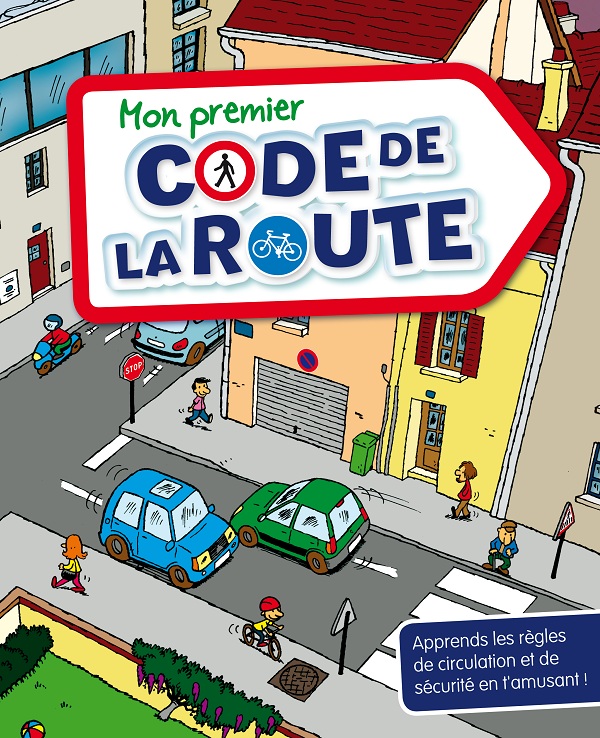 Mon premier
CODE DE
LA ROUTE
STOP
Apprends les règles
de circulation et de
sécurité en t'amusant !